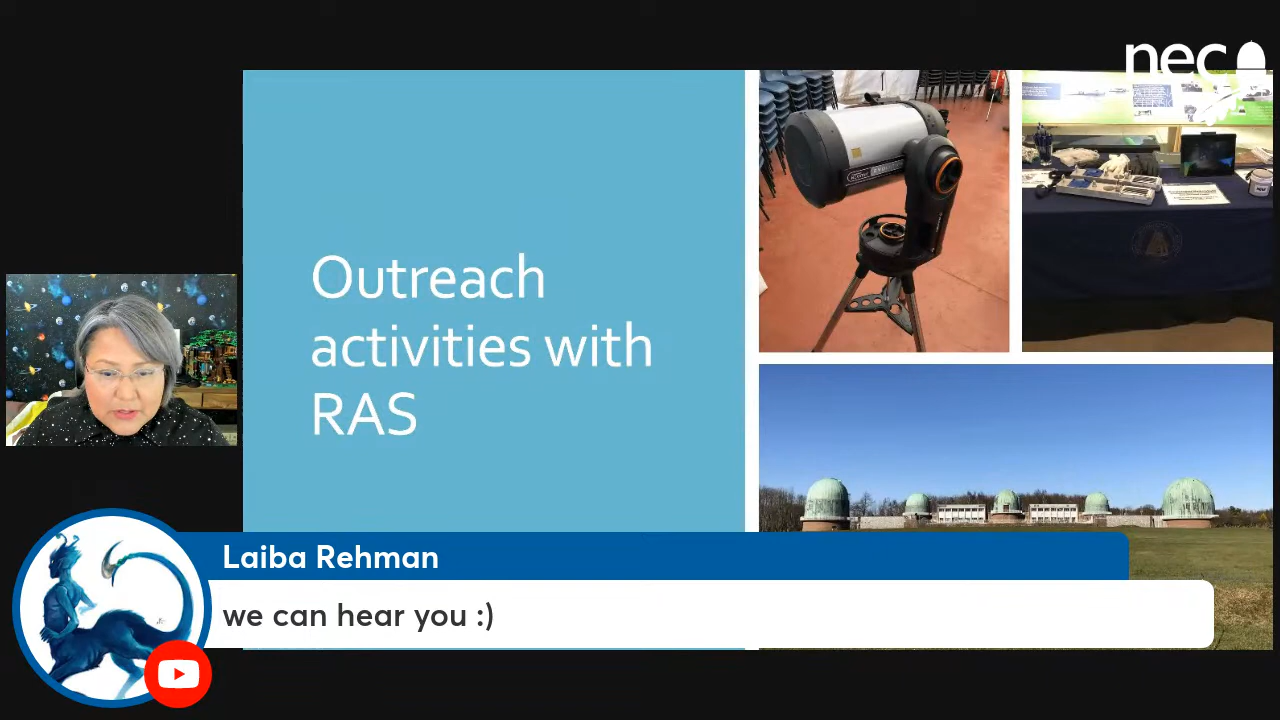 nec
Outreach
activities with
RAS
Laiba Rehman
we can hear you :)